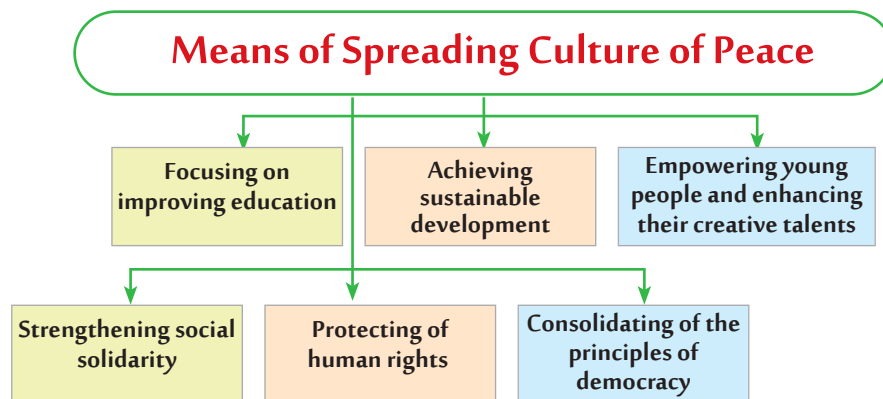 Means of Spreading Culture of Peace
Focusing on
improving education
Achieving
sustainable
development
Empowering young
people and enhancing
their creative talents
Strengthening social
solidarity
Protecting of
human rights
Consolidating of the
principles of
democracy